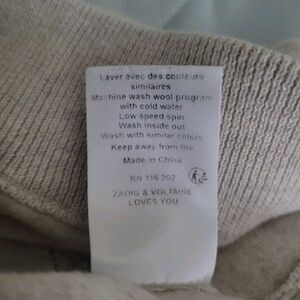 Laver avec des couleurs
similaires
Machine wash wool program
with cold water
Low speed spin
Wash inside out
Wash with similar colors
Keep away from fire
Made in China
RN 116 202
ZADIG & VOLTAIRE
LOVES YOU